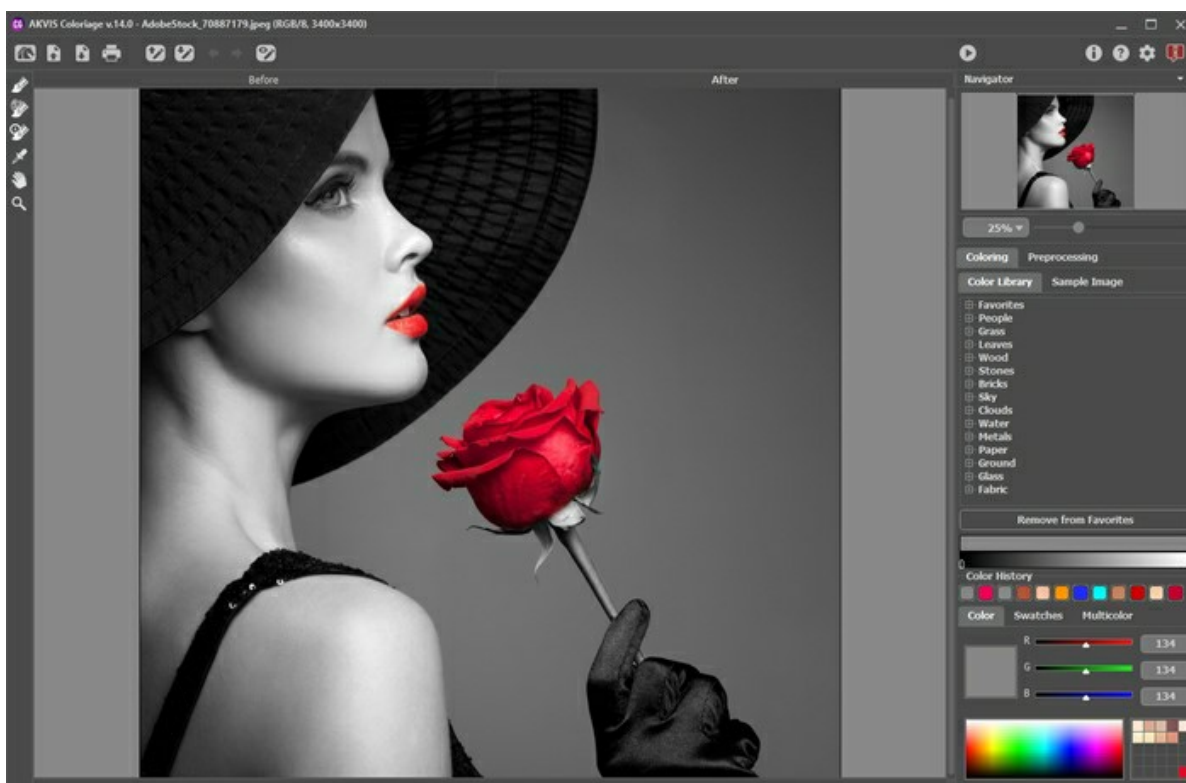 CG AKVIS Coloriage v.14.0 - AdobeStock_70887179.jpeg (RGB/8, 3400x3400)
Before
After
Navigator
25%
Coloring Preprocessing
Color Library Sample Image
Favorites
People
Grass
Leaves
Wood
Stones
Bricks
Sky
Clouds
Water
Metals
Paper
Ground
Glass
Fabric
Remove from Favorites
Color History
Color Swatches Multicolor
R 134
G 134
B 134